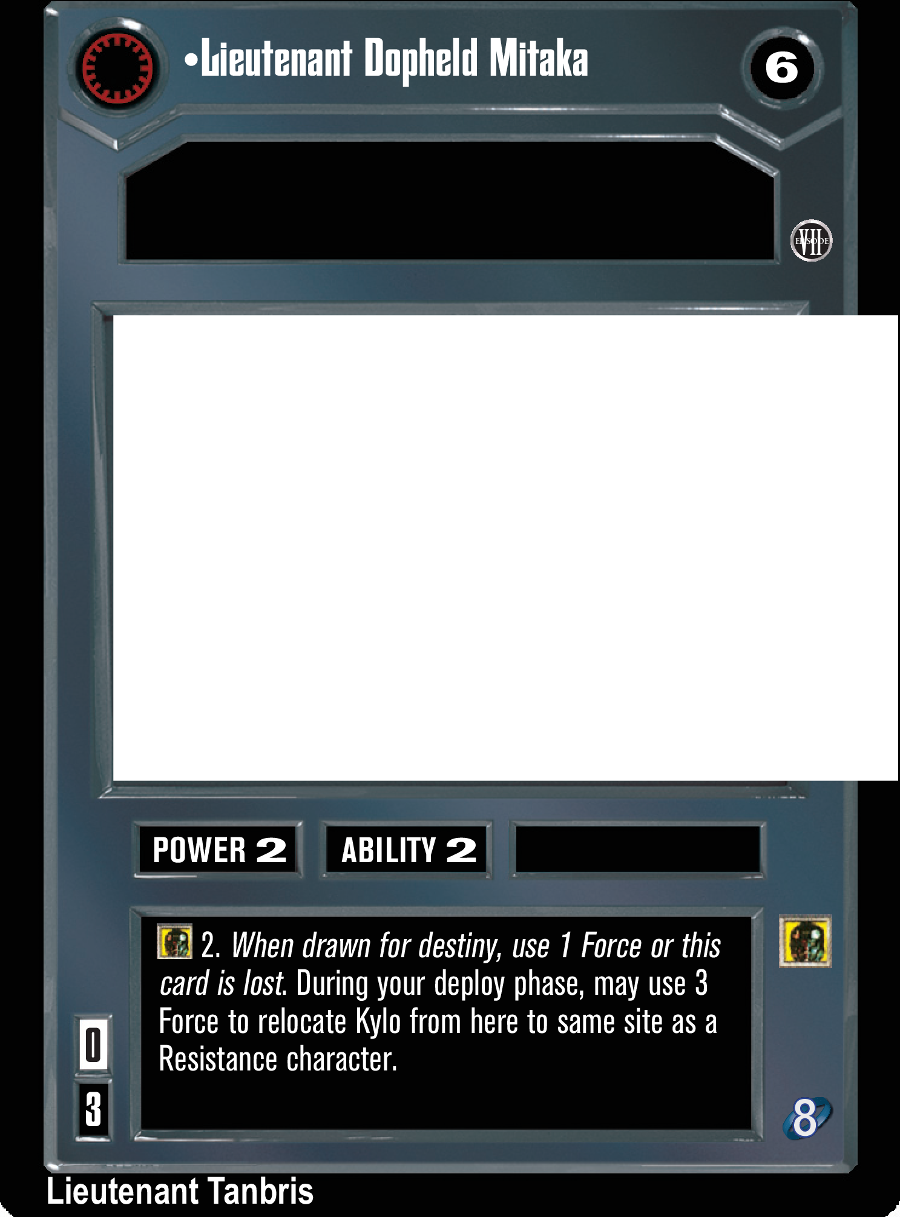 •Lieutenant Dopheld Mitaka
6
EPISODE VII
POWER 2 ABILITY 2
2. When drawn for destiny, use 1 Force or this
card is lost. During your deploy phase, may use 3
Force to relocate Kylo from here to same site as a
Resistance character.
0
3
8
Lieutenant Tanbris